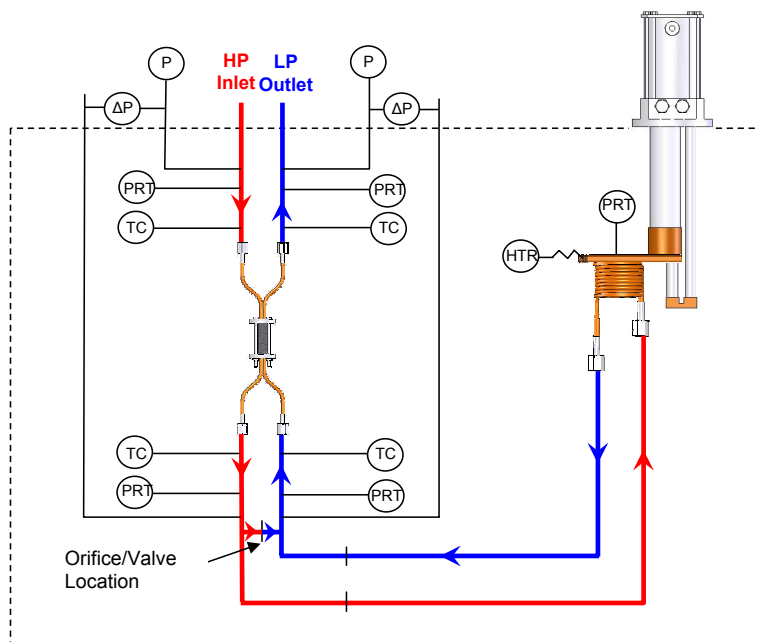 P
HP
Inlet
LP
Outlet
P
ΔP
ΔP
PRT
PRT
TC
TC
PRT
HTR
TC
TC
PRT
PRT
Orifice/Valve
Location